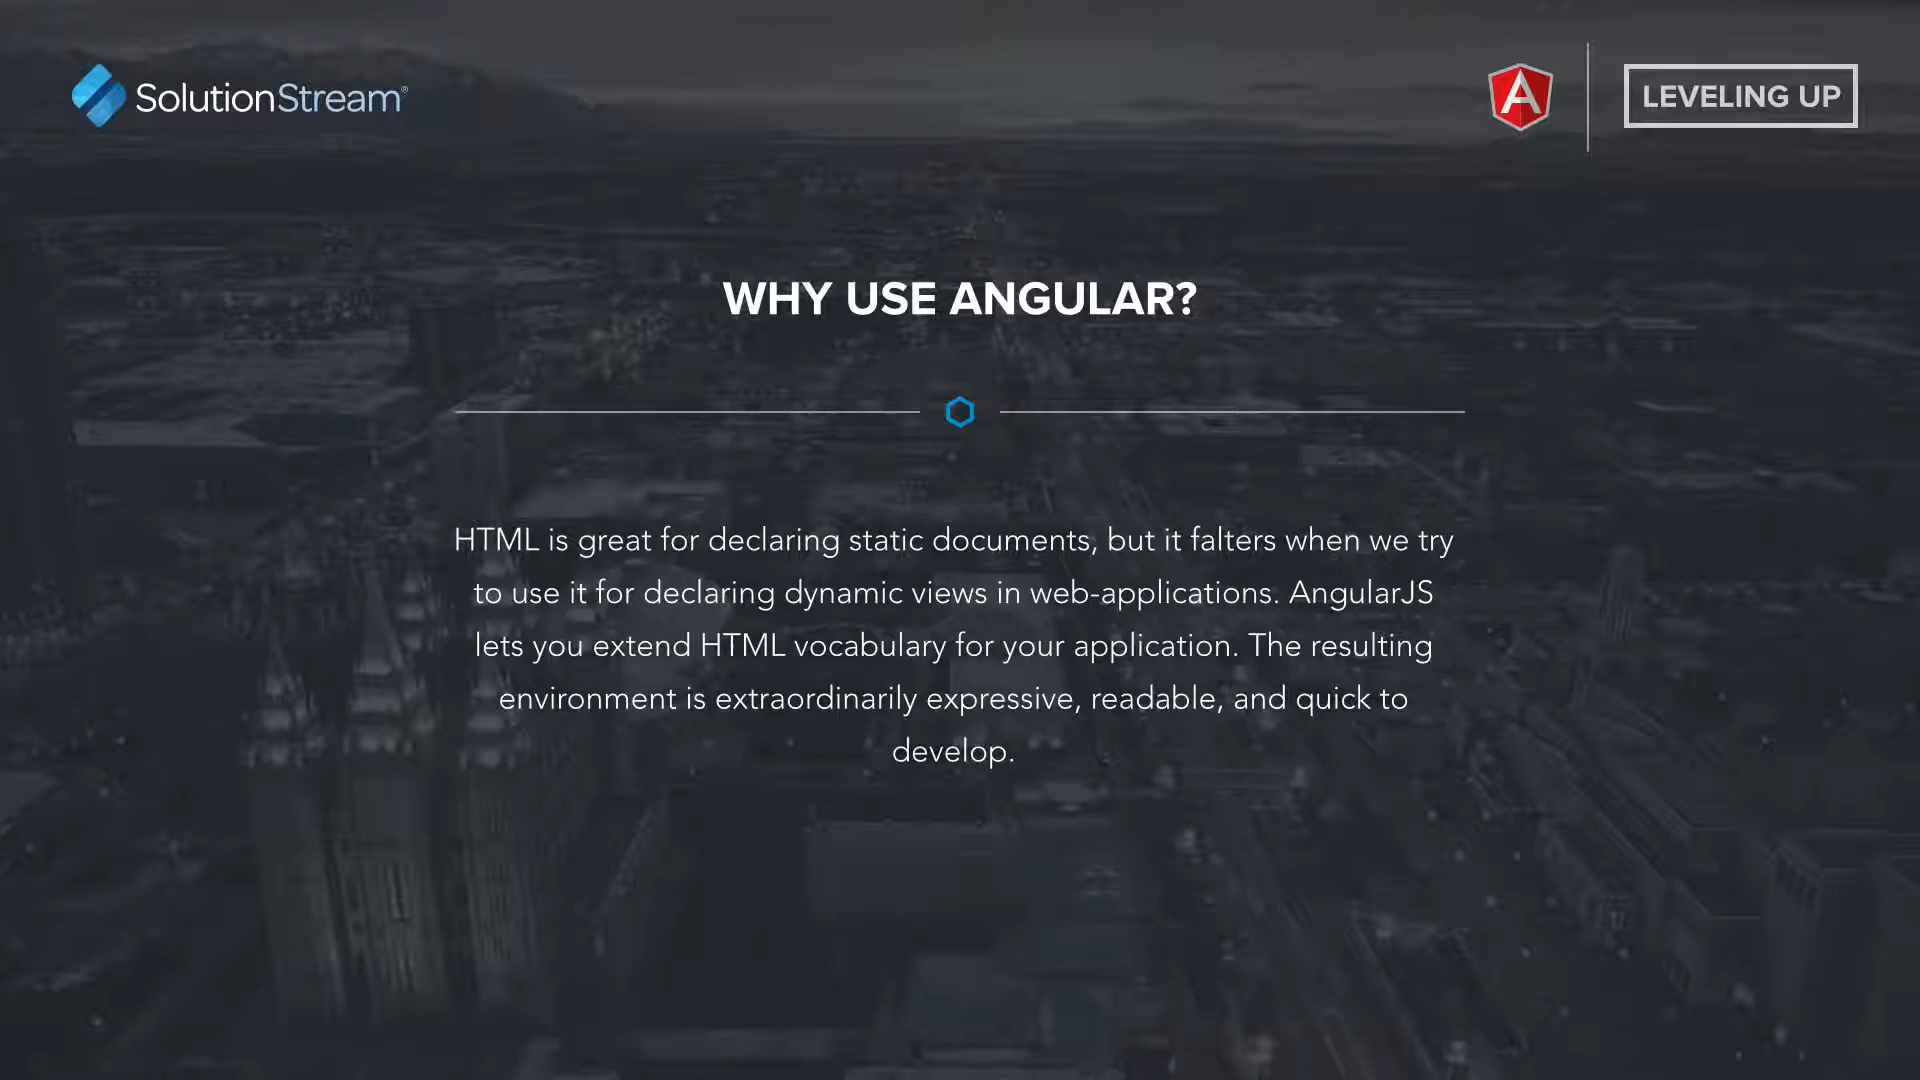 SolutionStream®
A
LEVELING UP
WHY USE ANGULAR?
HTML is great for declaring static documents, but it falters when we try
to use it for declaring dynamic views in web-applications. AngularJS
lets you extend HTML vocabulary for your application. The resulting
environment is extraordinarily expressive, readable, and quick to
develop.